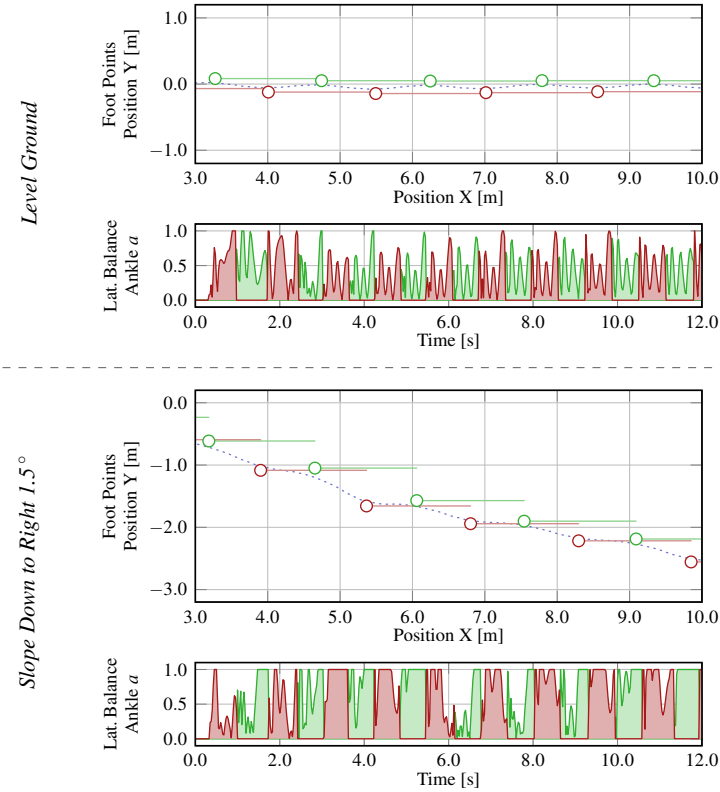 Level Ground
Foot Points
Position Y [m]
1.0
0.0
−1.0
3.0 4.0 5.0 6.0 7.0 8.0 9.0 10.0
Position X [m]
Lat. Balance
Ankle a
1.0
0.5
0.0
0.0 2.0 4.0 6.0 8.0 10.0 12.0
Time [s]
Slope Down to Right 1.5°
Foot Points
Position Y [m]
0.0
−1.0
−2.0
−3.0
3.0 4.0 5.0 6.0 7.0 8.0 9.0 10.0
Position X [m]
Lat. Balance
Ankle a
1.0
0.5
0.0
0.0 2.0 4.0 6.0 8.0 10.0 12.0
Time [s]